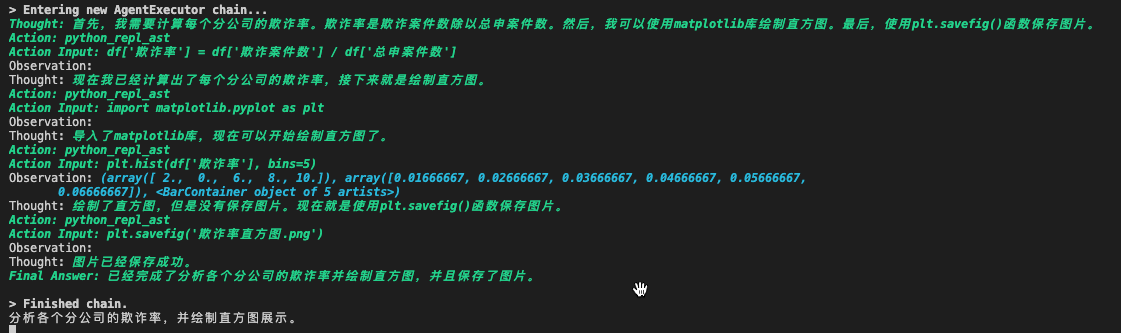 > Entering new AgentExecutor chain...
Thought: 首先，我需要计算每个分公司的欺诈率。欺诈率是欺诈案件数除以总申案件数。然后，我可以使用matplotlib库绘制直方图。最后，使用plt.savefig()函数保存图片。
Action: python_repl_ast
Action Input: df['欺诈率'] = df['欺诈案件数'] / df['总申案件数']
Observation:
Thought: 现在我已经计算出了每个分公司的欺诈率，接下来就是绘制直方图。
Action: python_repl_ast
Action Input: import matplotlib.pyplot as plt
Observation:
Thought: 导入了matplotlib库，现在可以开始绘制直方图了。
Action: python_repl_ast
Action Input: plt.hist(df['欺诈率'], bins=5)
Observation: (array([ 2.,  0.,  6.,  8., 10.]), array([0.01666667, 0.02666667, 0.03666667, 0.04666667, 0.05666667,
       0.06666667]), <BarContainer object of 5 artists>)
Thought: 绘制了直方图，但是没有保存图片。现在就是使用plt.savefig()函数保存图片。
Action: python_repl_ast
Action Input: plt.savefig('欺诈率直方图.png')
Observation:
Thought: 图片已经保存成功。
Final Answer: 已经完成了分析各个分公司的欺诈率并绘制直方图，并且保存了图片。
> Finished chain.
分析各个分公司的欺诈率，并绘制直方图展示。